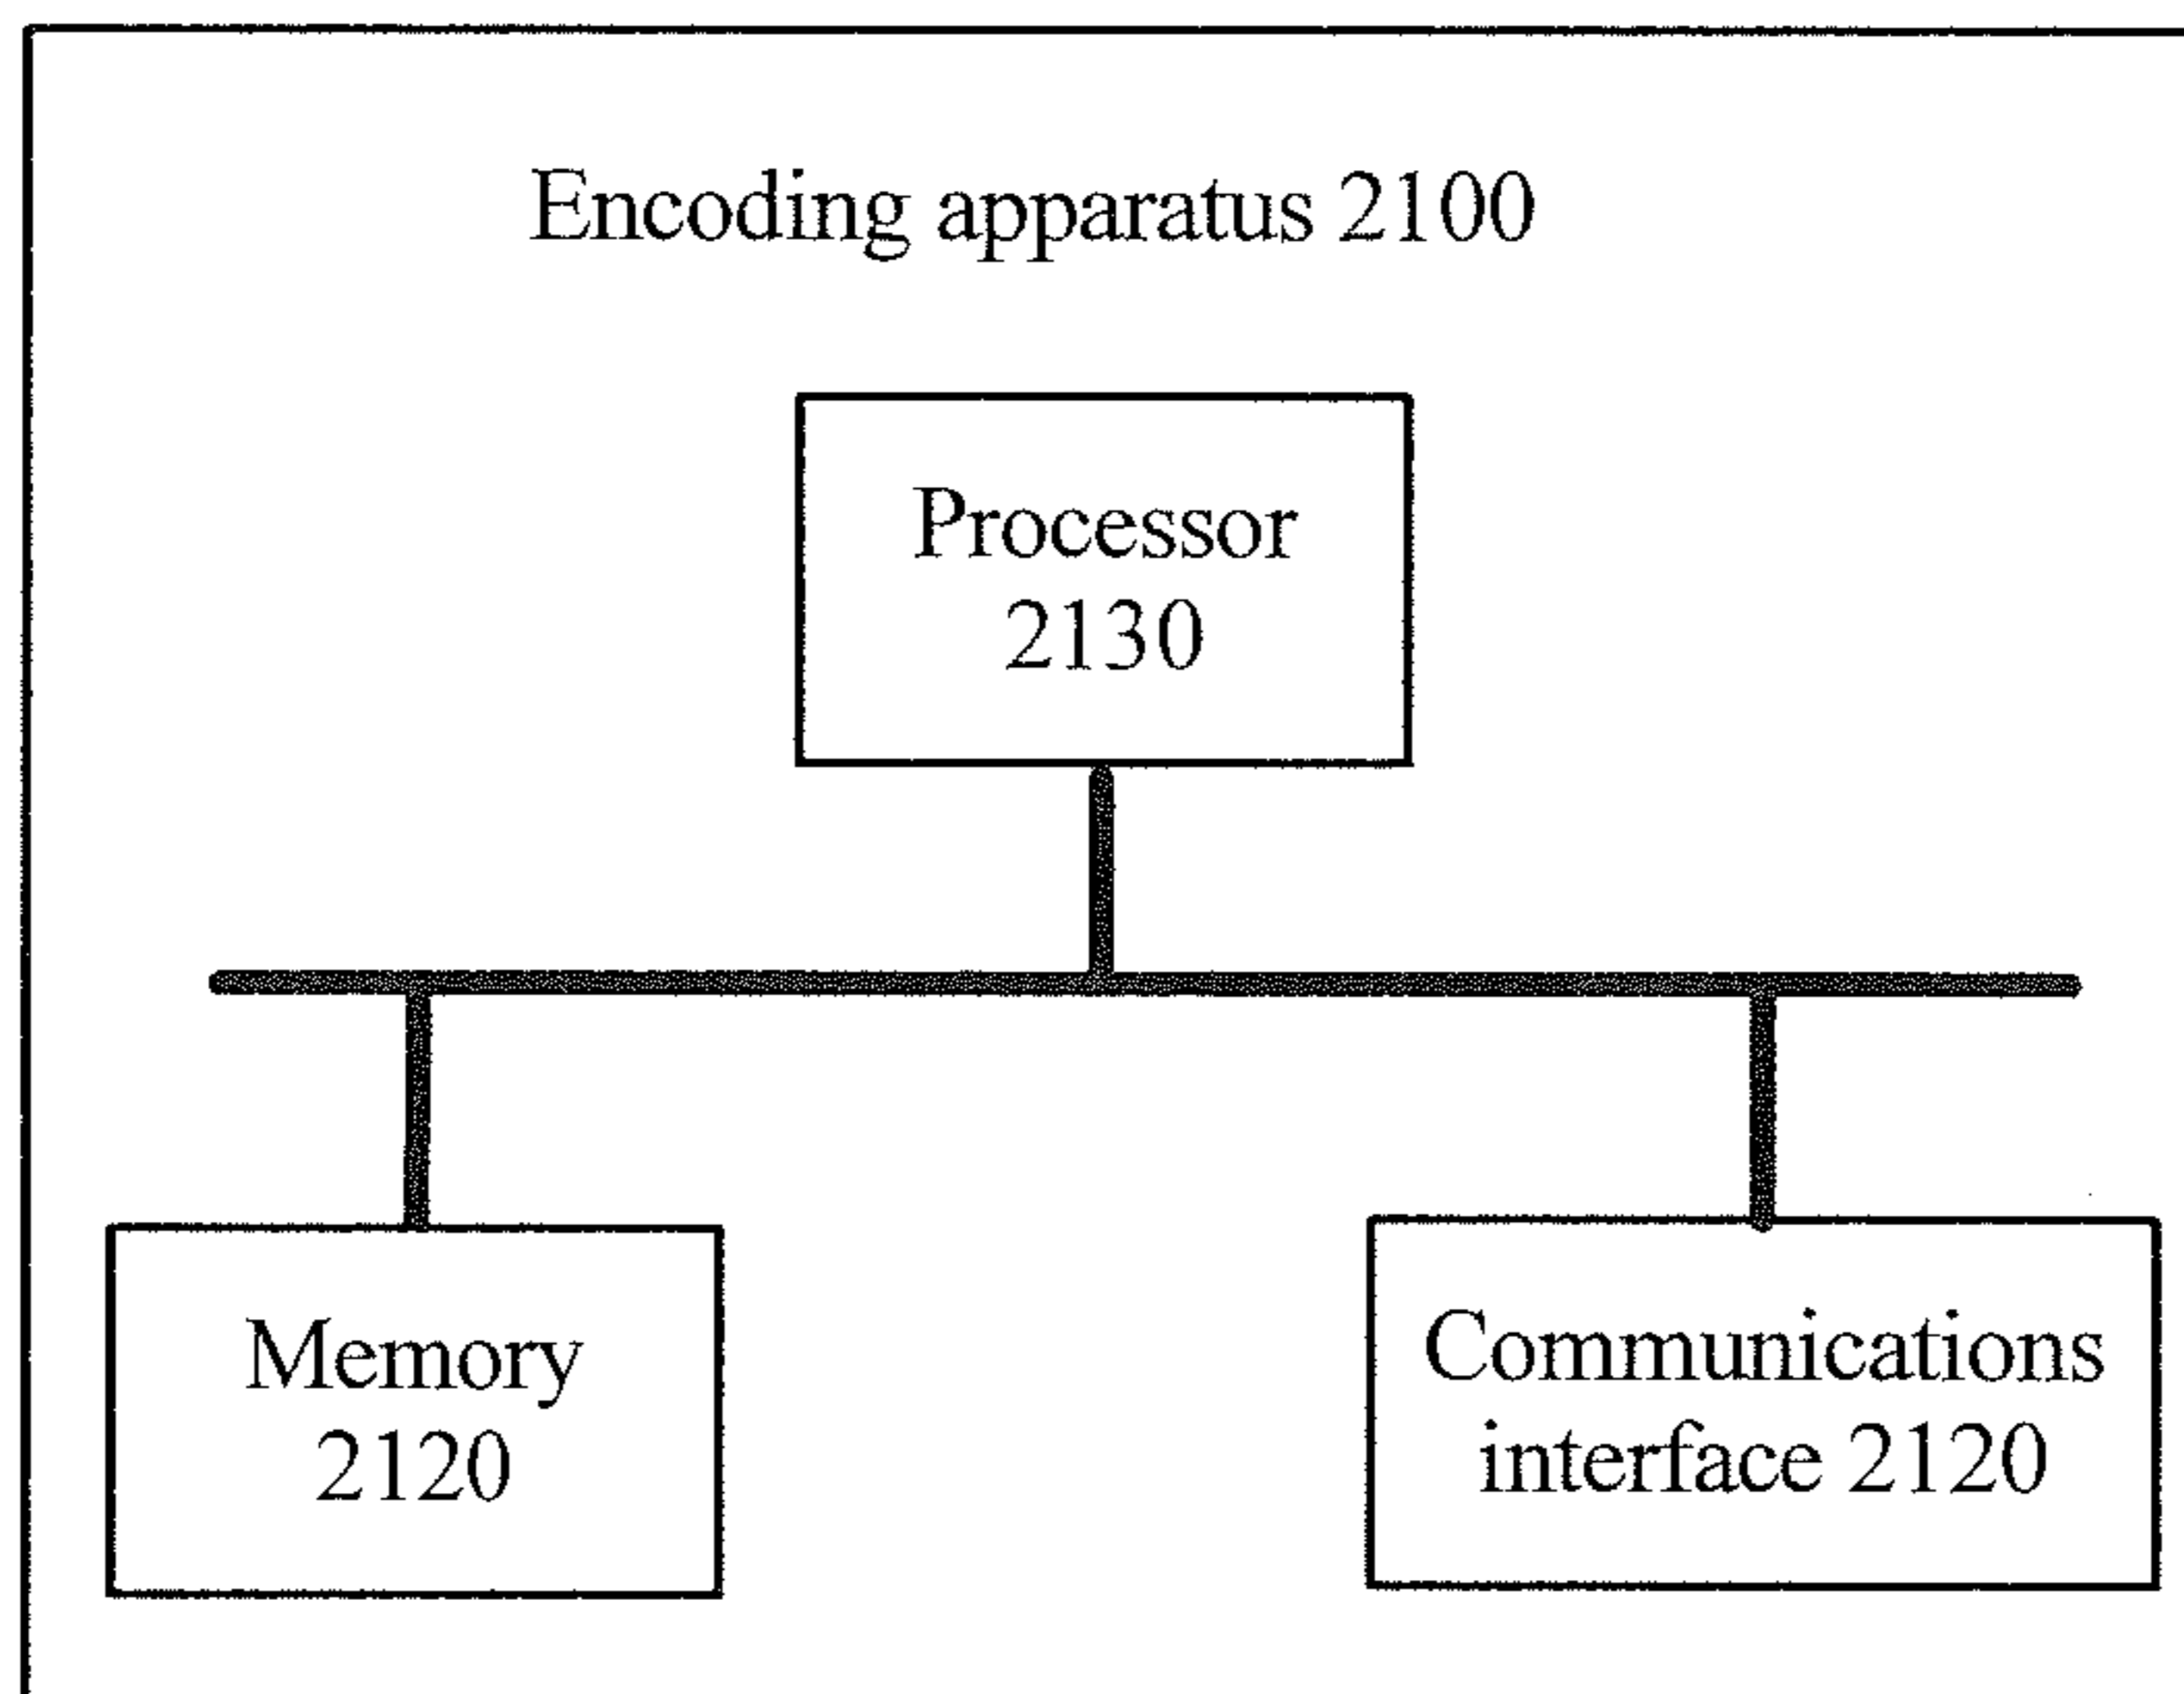 Encoding apparatus 2100
Processor
2130
Memory
2120
Communications
interface 2120